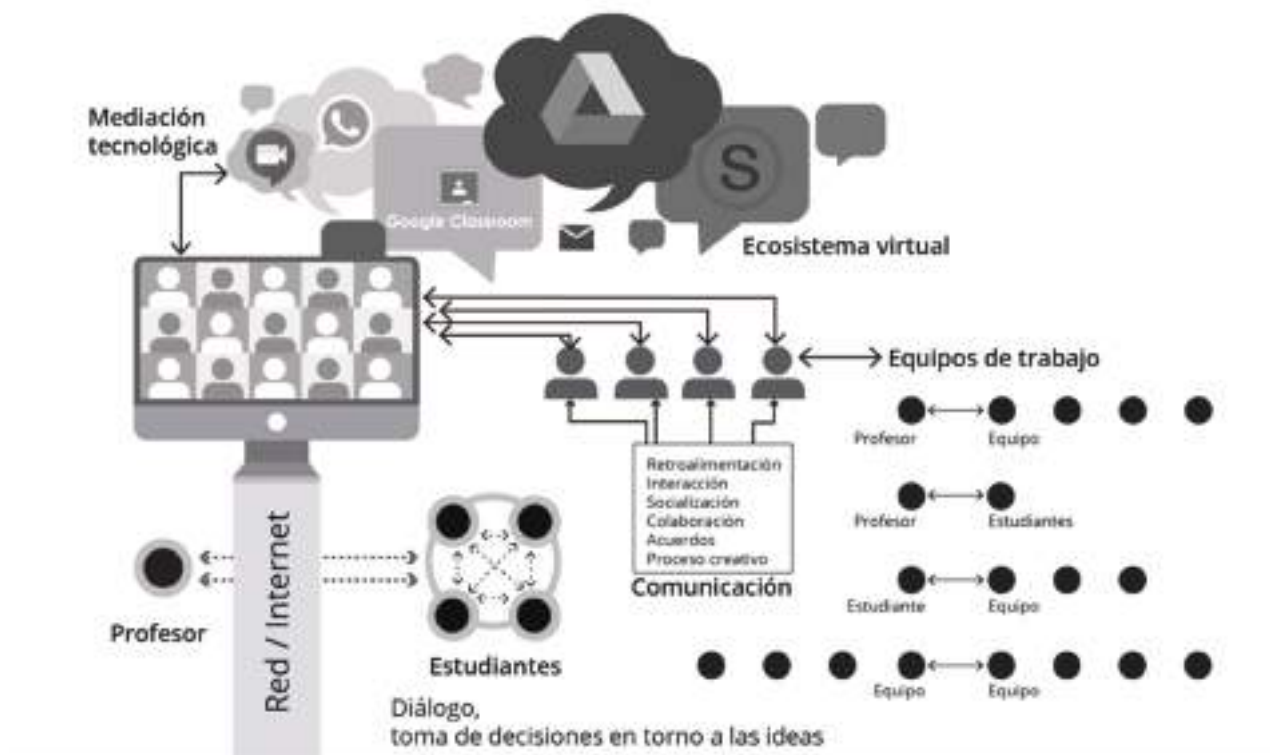 Mediación
tecnológica
Google Classroom
S
Ecosistema virtual
Equipos de trabajo
Profesor
Equipo
Retroalimentación
Interacción
Socialización
Colaboración
Acuerdos
Proceso creativo
Comunicación
Profesor
Estudiantes
Estudiante
Equipo
Equipo
Equipo
Red / Internet
Profesor
Estudiantes
Diálogo,
toma de decisiones en torno a las ideas